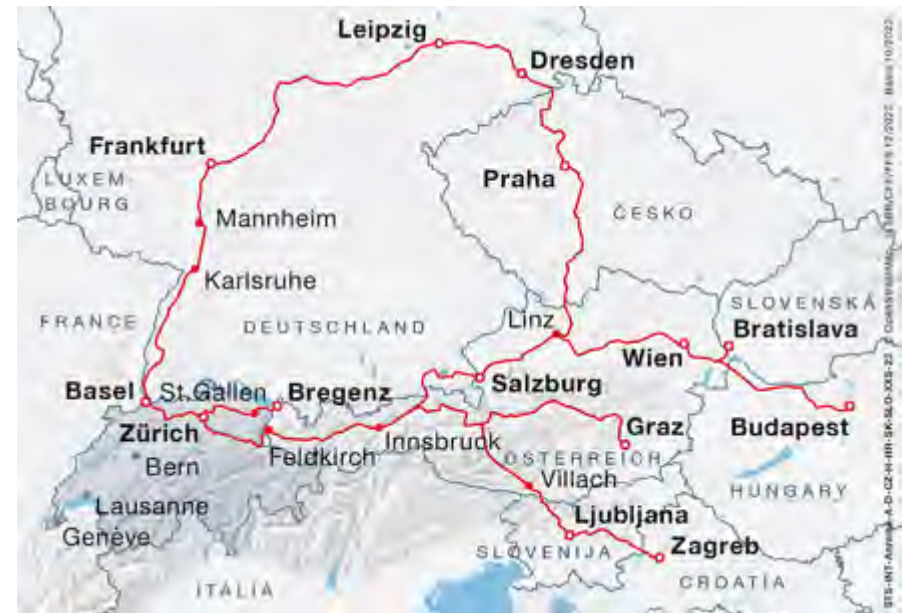 Leipzig
Dresden
Frankfurt
LUXEM-
BOURG
Praha
ČESKO
Mannheim
Karlsruhe
FRANCE
DEUTSCHLAND
SLOVENSKÁ
Linz
Bratislava
Wien
Basel
St.Gallen
Bregenz
Salzburg
Zürich
Budapest
Graz
Innsbruck
Bern
Feldkirch
ÖSTERREICH
HUNGARY
Villach
Lausanne
Genève
Ljubljana
SLOVENIJA
Zagreb
ITALIA
CROATIA